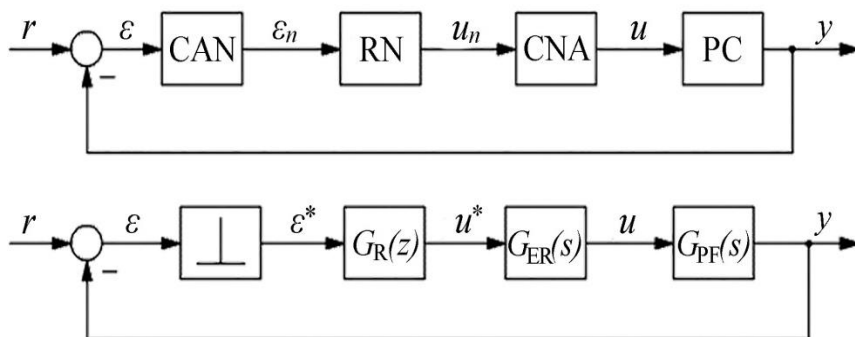 r ε CAN εn RN un CNA u PC y
−
r ε ε* GR(z) u* GER(s) u GPF(s) y
−